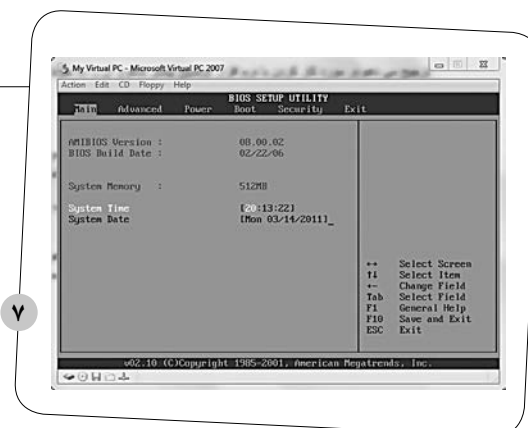 My Virtual PC - Microsoft Virtual PC 2007
Action Edit CD Floppy Help
BIOS SETUP UTILITY
Main Advanced Power Boot Security Exit
AMIBIOS Version : 08.00.02
BIOS Build Date : 02/22/06
System Memory : 512MB
System Time [20:13:22]
System Date [Mon 03/14/2011]_
↔ Select Screen
↑↓ Select Item
+- Change Field
Tab Select Field
F1 General Help
F10 Save and Exit
ESC Exit
v02.10 (C)Copyright 1985-2001, American Megatrends, Inc.
٧